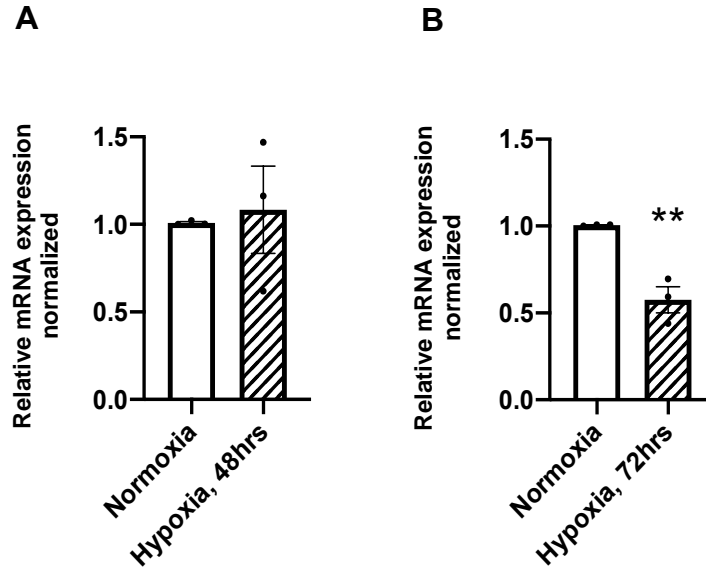 A
Relative mRNA expression
normalized
1.5
1.0
0.5
0.0
Normoxia
Hypoxia, 48hrs
B
Relative mRNA expression
normalized
1.5
1.0
0.5
0.0
**
Normoxia
Hypoxia, 72hrs